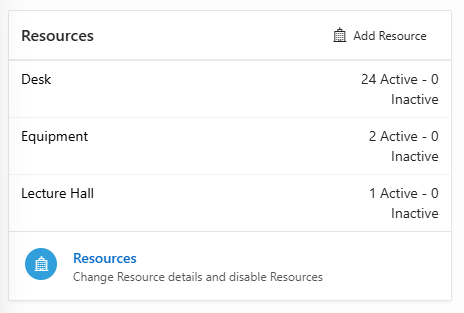 Resources
Add Resource
Desk
24 Active - 0
Inactive
Equipment
2 Active - 0
Inactive
Lecture Hall
1 Active - 0
Inactive
Resources
Change Resource details and disable Resources